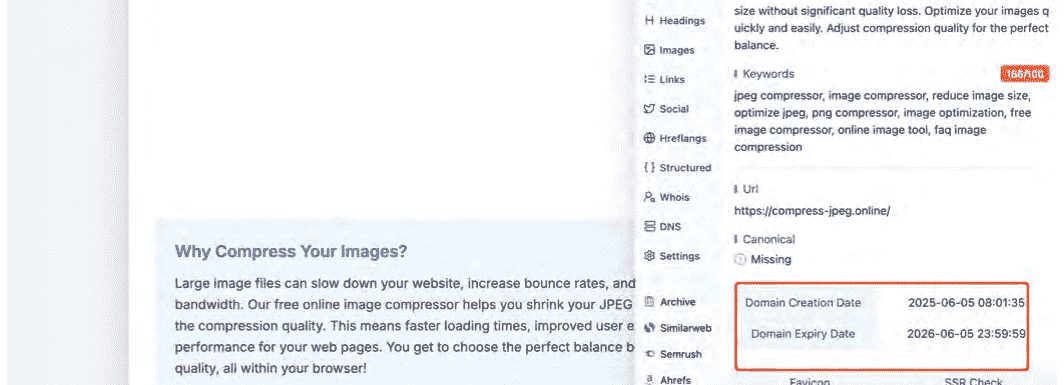 Why Compress Your Images?
Large image files can slow down your website, increase bounce rates, and
bandwidth. Our free online image compressor helps you shrink your JPEG
the compression quality. This means faster loading times, improved user e
performance for your web pages. You get to choose the perfect balance b
quality, all within your browser!
Headings
Images
Links
Social
Hreflangs
Structured
Whois
DNS
Settings
Archive
Similarweb
Semrush
Ahrefs
size without significant quality loss. Optimize your images q
uickly and easily. Adjust compression quality for the perfect
balance.
Keywords
166/100
jpeg compressor, image compressor, reduce image size,
optimize jpeg, png compressor, image optimization, free
image compressor, online image tool, faq image
compression
Url
https://compress-jpeg.online/
Canonical
Missing
Domain Creation Date 2025-06-05 08:01:35
Domain Expiry Date 2026-06-05 23:59:59
Favicon SSR Check